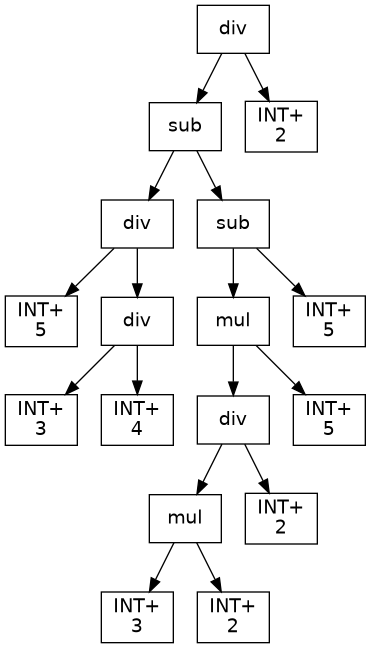 div
sub
INT+
2
div
sub
INT+
5
div
mul
INT+
5
INT+
3
INT+
4
div
INT+
5
mul
INT+
2
INT+
3
INT+
2